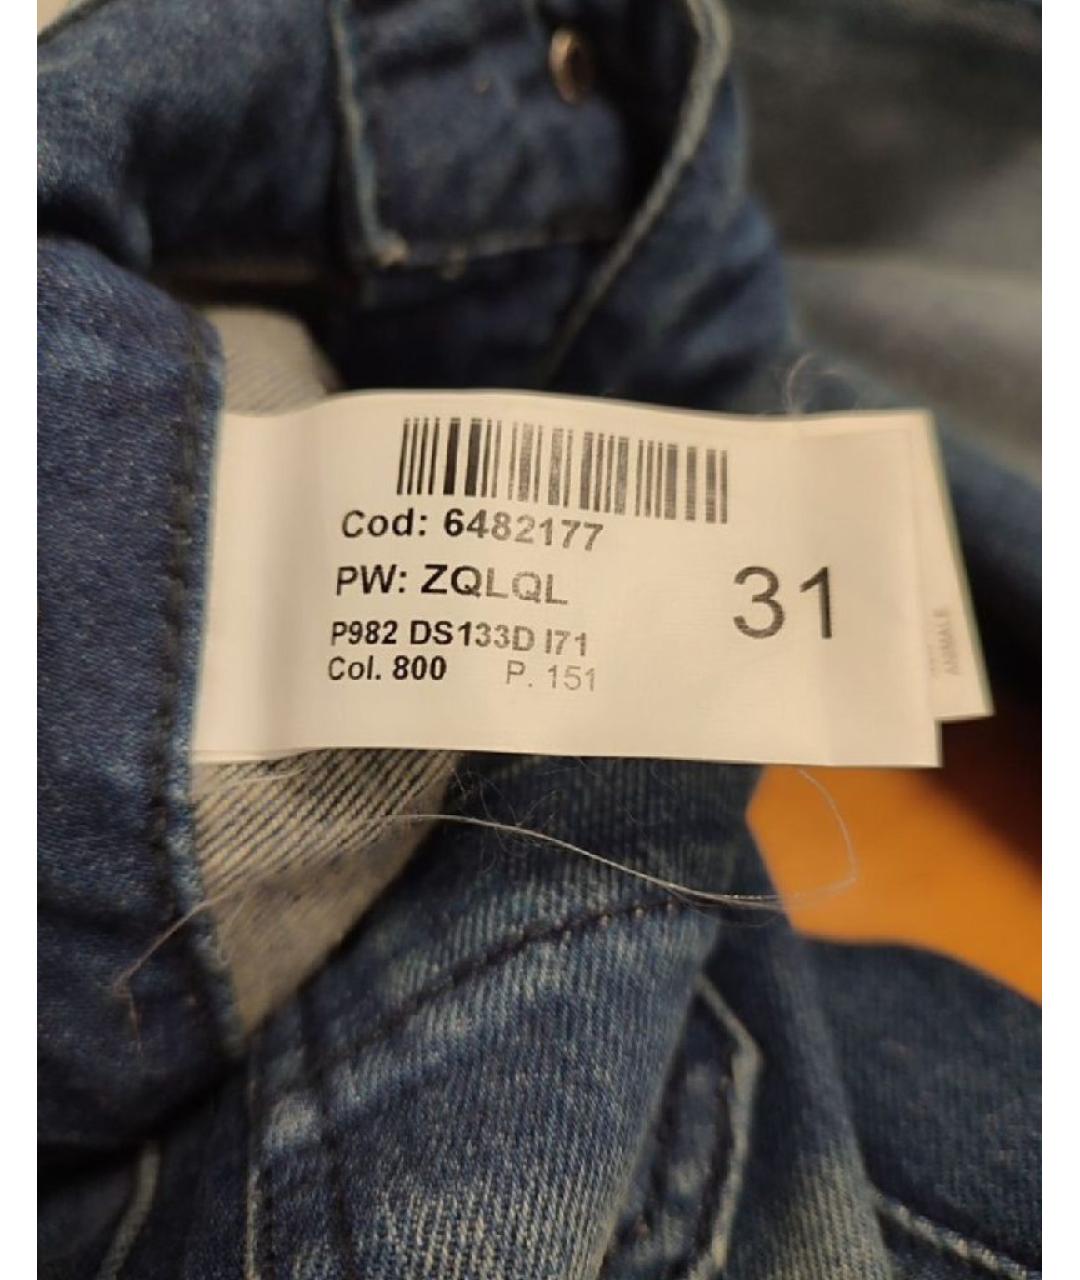 Cod: 6482177
PW: ZQLQL
31
P982 DS133D I71
Col. 800 P. 151
ANIMALE